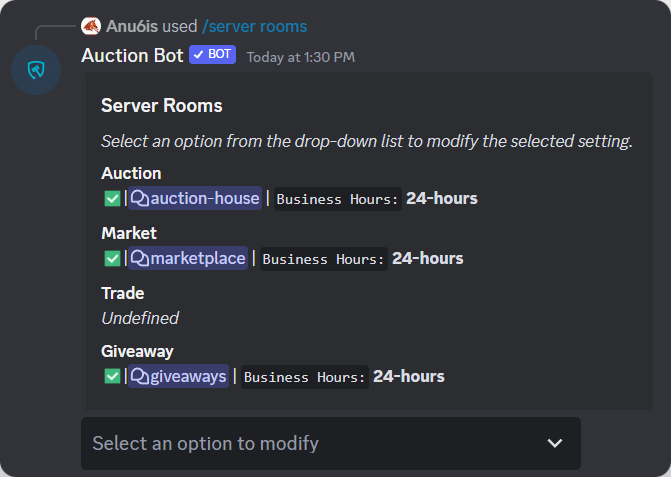 Anu6is used /server rooms
Auction Bot ✓ BOT Today at 1:30 PM
Server Rooms
Select an option from the drop-down list to modify the selected setting.
Auction
✅ | auction-house | Business Hours: 24-hours
Market
✅ | marketplace | Business Hours: 24-hours
Trade
Undefined
Giveaway
✅ | giveaways | Business Hours: 24-hours
Select an option to modify